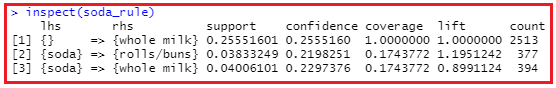 > inspect(soda_rule)
lhs rhs support confidence coverage lift count
[1] {} => {whole milk} 0.25551601 0.2555160 1.0000000 1.0000000 2513
[2] {soda} => {rolls/buns} 0.03833249 0.2198251 0.1743772 1.1951242 377
[3] {soda} => {whole milk} 0.04006101 0.2297376 0.1743772 0.8991124 394